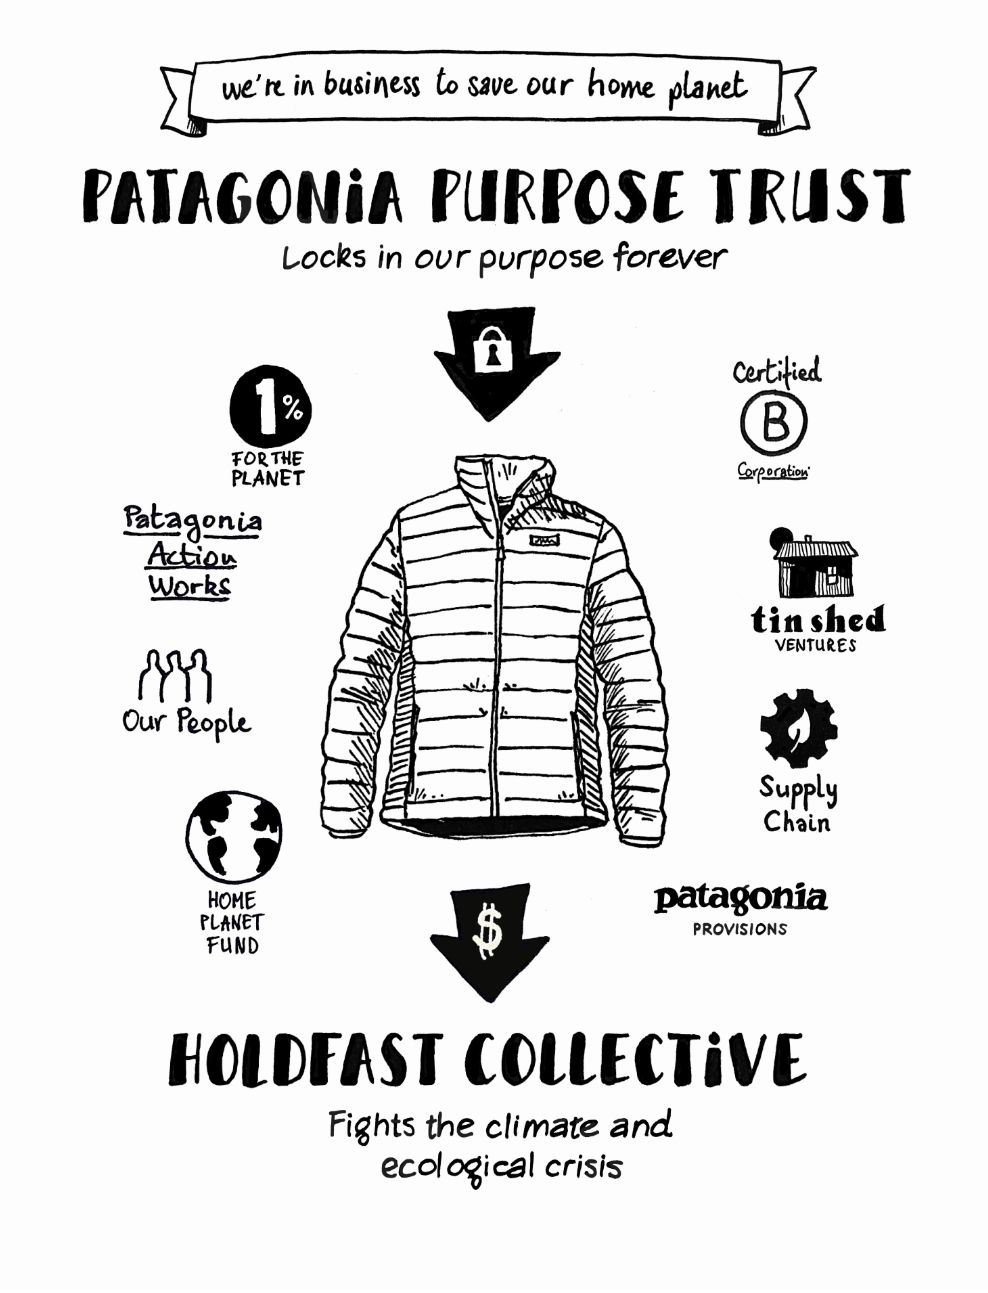 we're in business to save our home planet
PATAGONiA PURPOSE TRUST
Locks in our purpose forever
1%
FOR THE
PLANET
Certified
B
Corporation
Patagonia
Action
Works
tin shed
VENTURES
Our People
Supply
Chain
HOME
PLANET
FUND
patagonia
PROVISIONS
$
HOLDFAST COLLECTiVE
Fights the climate and
ecological crisis